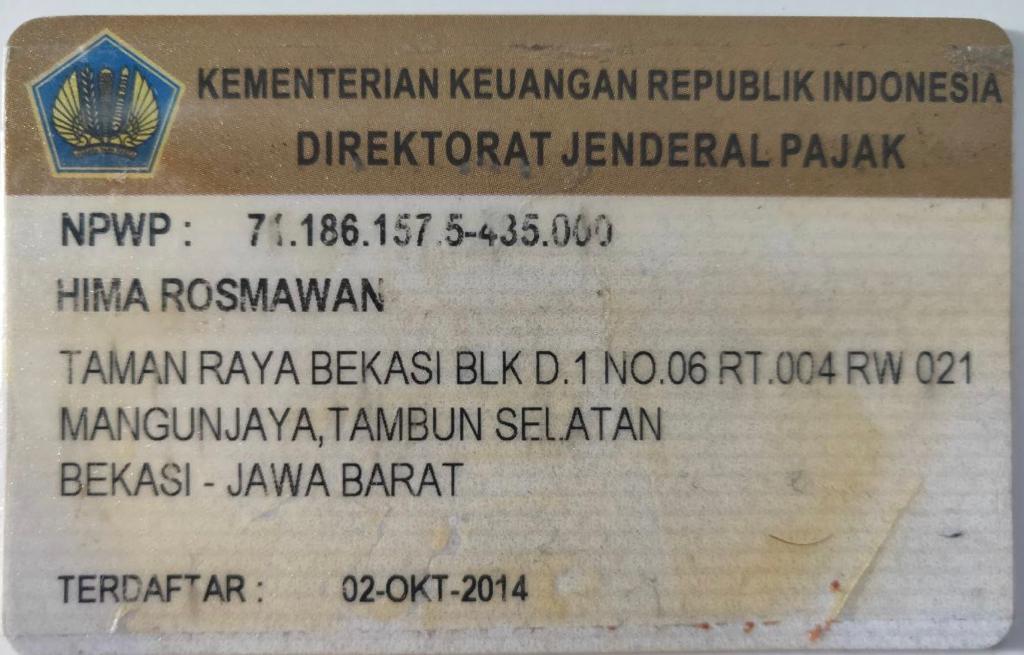 KEMENTERIAN KEUANGAN REPUBLIK INDONESIA
DIREKTORAT JENDERAL PAJAK
NPWP : 71.186.157.5-435.000
HIMA ROSMAWAN
TAMAN RAYA BEKASI BLK D.1 NO.06 RT.004 RW 021
MANGUNJAYA,TAMBUN SELATAN
BEKASI - JAWA BARAT
TERDAFTAR : 02-OKT-2014